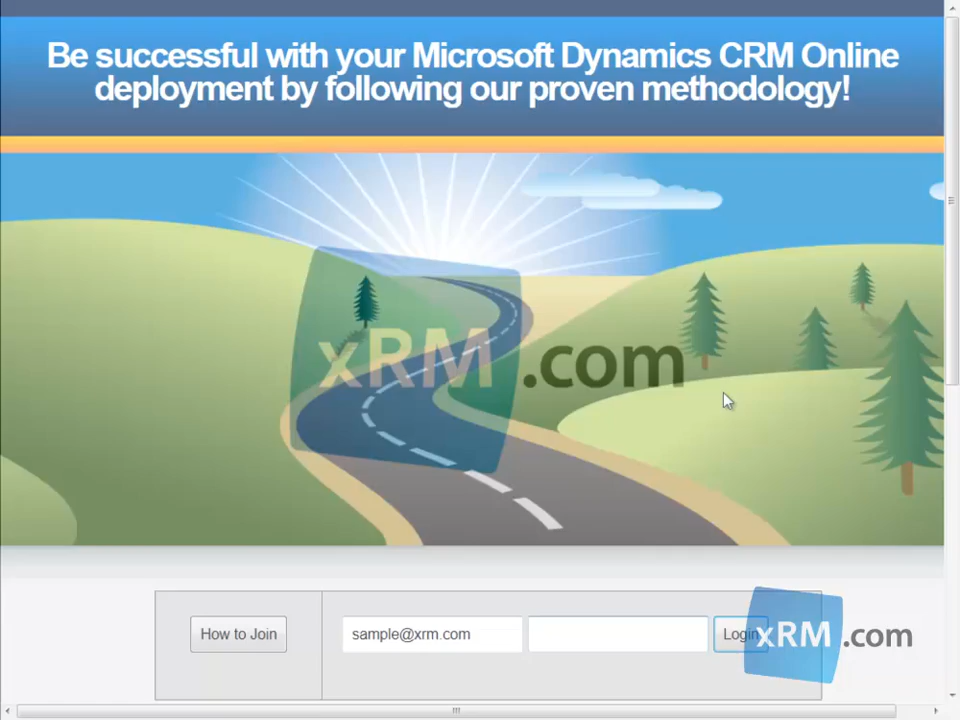 Be successful with your Microsoft Dynamics CRM Online
deployment by following our proven methodology!
xRM.com
How to Join
sample@xrm.com
Login
xRM.com